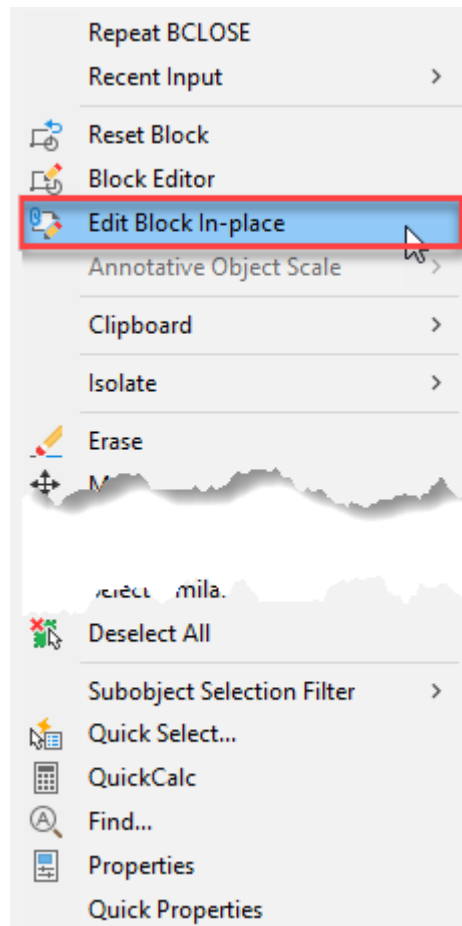 Repeat BCLOSE
Recent Input
Reset Block
Block Editor
Edit Block In-place
Annotative Object Scale
Clipboard
Isolate
Erase
Deselect All
Subobject Selection Filter
Quick Select...
QuickCalc
Find...
Properties
Quick Properties